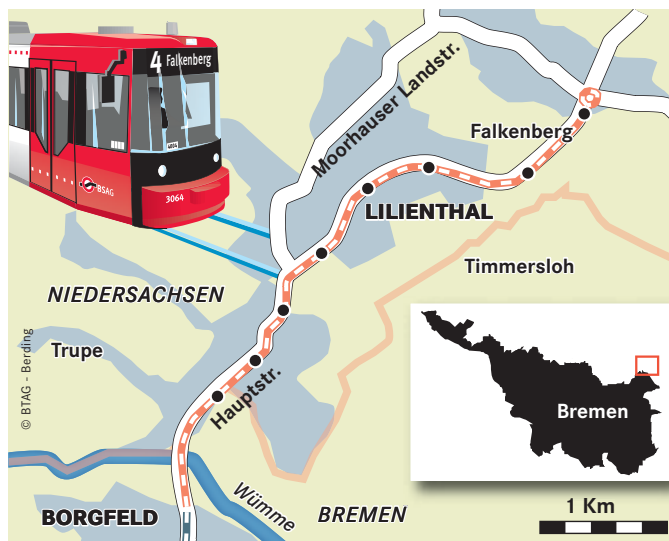 4 Falkenberg
4004
BSAG
3064
Moorhauser Landstr.
Falkenberg
LILIENTHAL
Timmersloh
NIEDERSACHSEN
Trupe
Hauptstr.
Bremen
Wümme
BORGFELD
BREMEN
1 Km
© BTAG - Berding